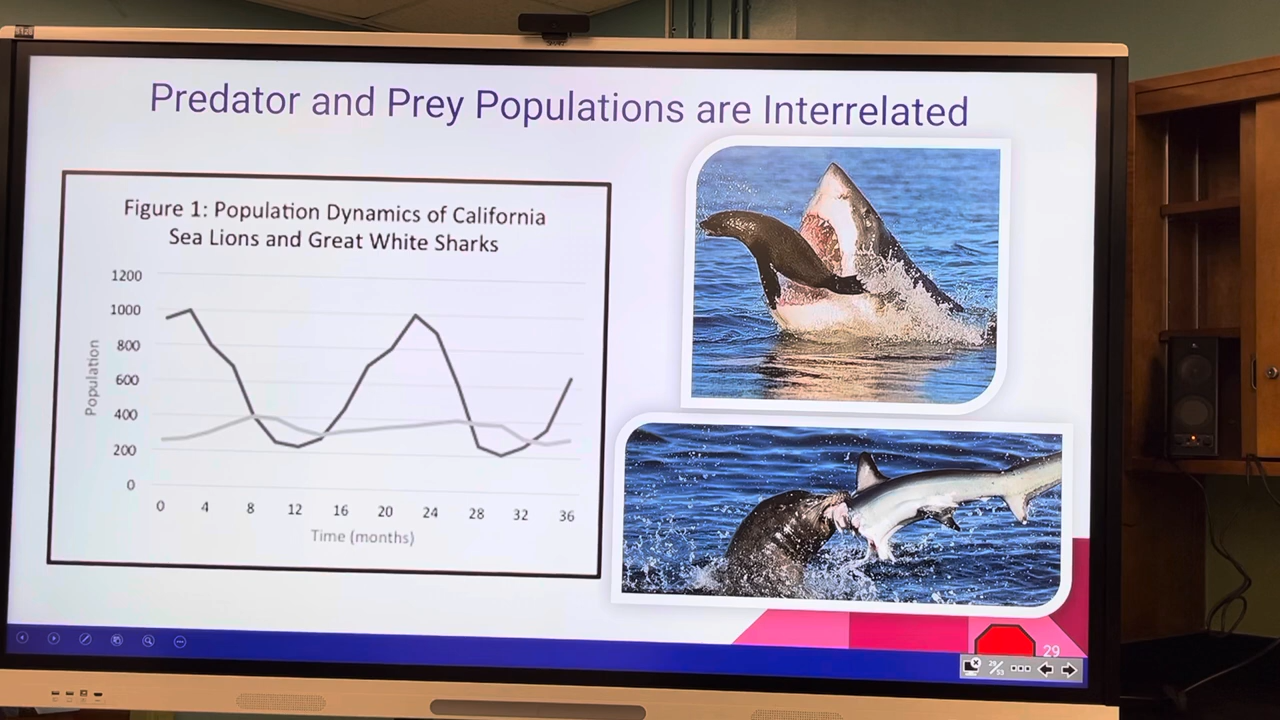 Predator and Prey Populations are Interrelated
Figure 1: Population Dynamics of California
Sea Lions and Great White Sharks
1200
1000
800
600
400
200
0
Population
0 4 8 12 16 20 24 28 32 36
Time (months)
29
29/53